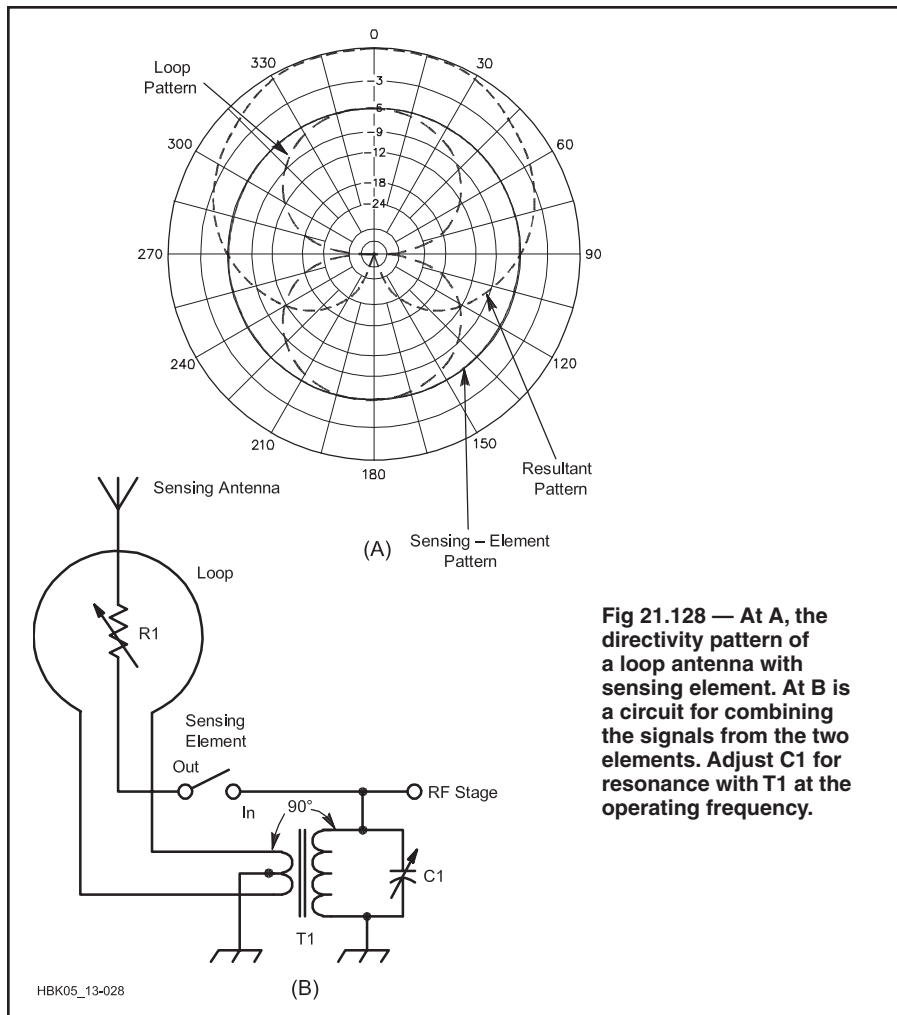 0
330
30
Loop
Pattern
-3
-6
-9
300
60
-12
-18
-24
270
90
240
120
210
150
180
Resultant
Pattern
Sensing Antenna
(A)
Sensing – Element
Pattern
Loop
R1
Sensing
Element
Out
In
RF Stage
90°
C1
T1
(B)
HBK05_13-028
Fig 21.128 — At A, the
directivity pattern of
a loop antenna with
sensing element. At B is
a circuit for combining
the signals from the two
elements. Adjust C1 for
resonance with T1 at the
operating frequency.